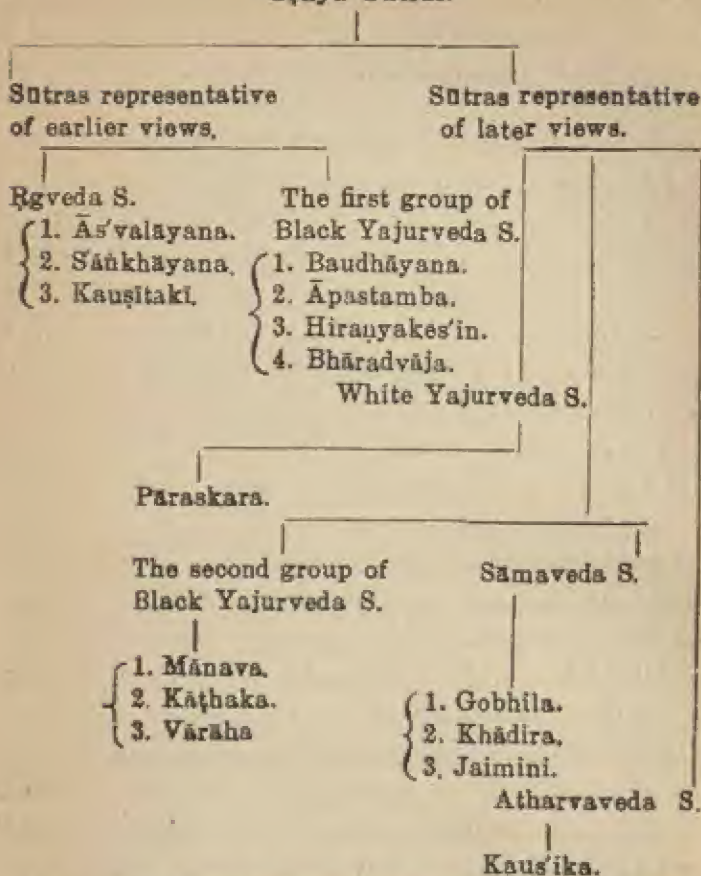 Sūtras representative
of earlier views.
Sūtras representative
of later views.
Ṛgveda S.
1. Ās'valāyana.
2. S'āṅkhāyana.
3. Kauṣītaki.
The first group of
Black Yajurveda S.
1. Baudhāyana.
2. Āpastamba.
3. Hiraṇyakes'in.
4. Bhāradvāja.
White Yajurveda S.
Pāraskara.
The second group of
Black Yajurveda S.
1. Mānava.
2. Kāṭhaka.
3. Vārāha
Sāmaveda S.
1. Gobhila.
2. Khādira.
3. Jaimini.
Atharvaveda S.
Kaus'ika.